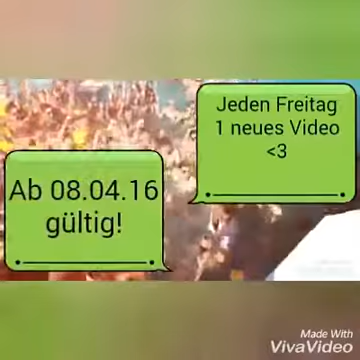 Jeden Freitag
1 neues Video
<3
Ab 08.04.16
gültig!
Made With
VivaVideo